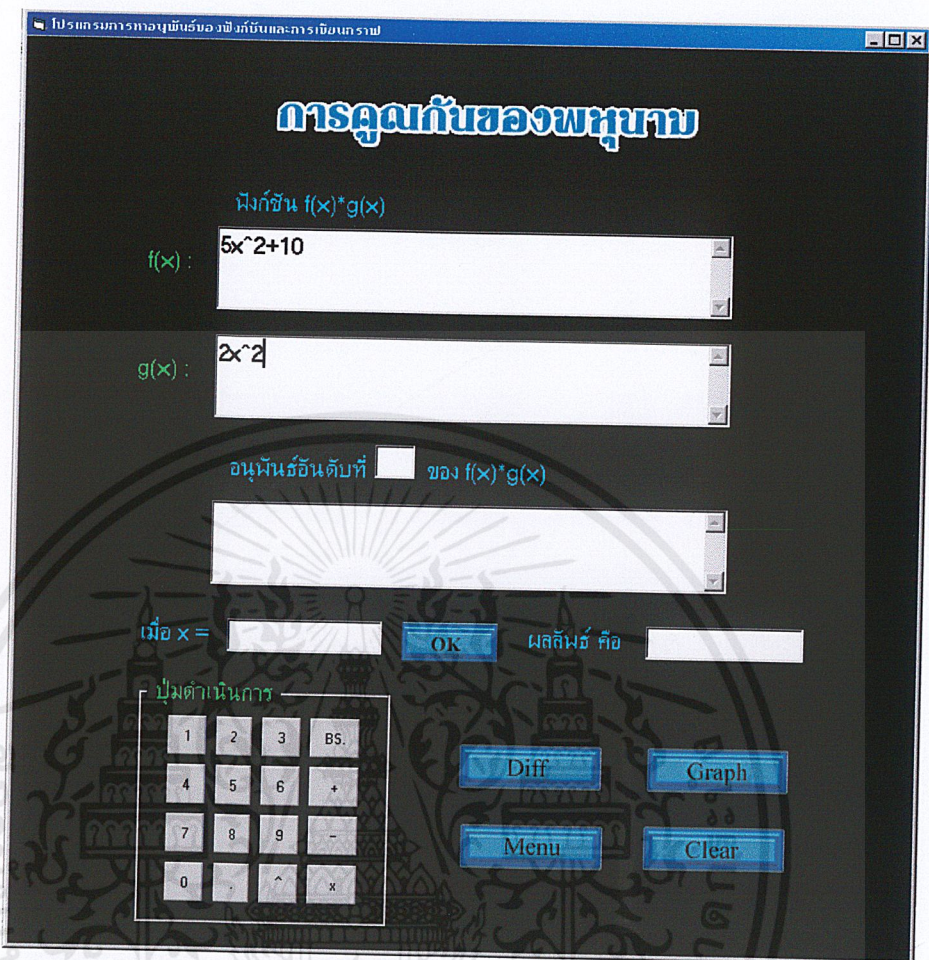 โปรแกรมการหาอนุพันธ์ของฟังก์ชันและการเขียนกราฟ
การคูณกันของพหุนาม
ฟังก์ชัน f(x)*g(x)
f(x) : 5x^2+10
g(x) : 2x^2
อนุพันธ์อันดับที่ ของ f(x)*g(x)
เมื่อ x = OK ผลลัพธ์ คือ
ปุ่มดำเนินการ
1 2 3 BS.
4 5 6 +
7 8 9 -
0 . ^ x
Diff Graph
Menu Clear